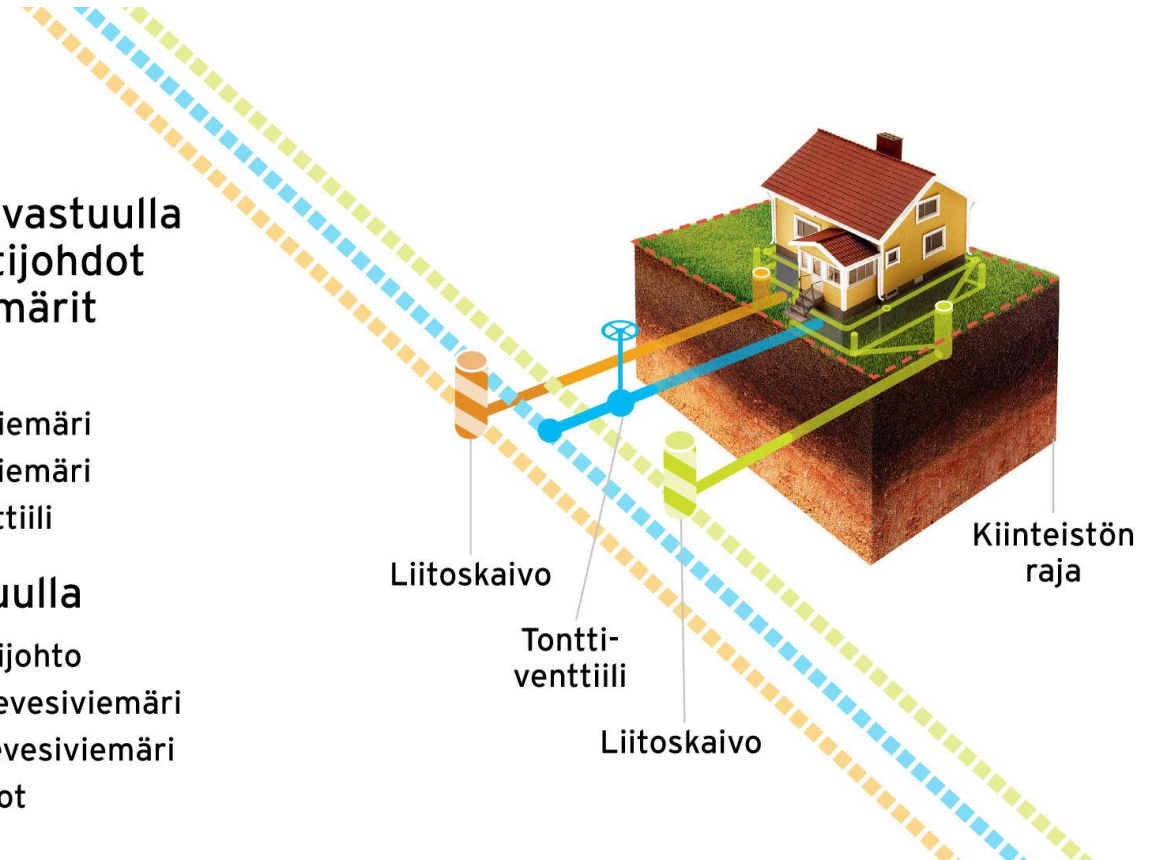 vastuulla
tijohdot
märit
iemäri
iemäri
ttiili
uulla
ijohto
evesiviemäri
evesiviemäri
ot
Liitoskaivo
Tontti-
venttiili
Liitoskaivo
Kiinteistön
raja